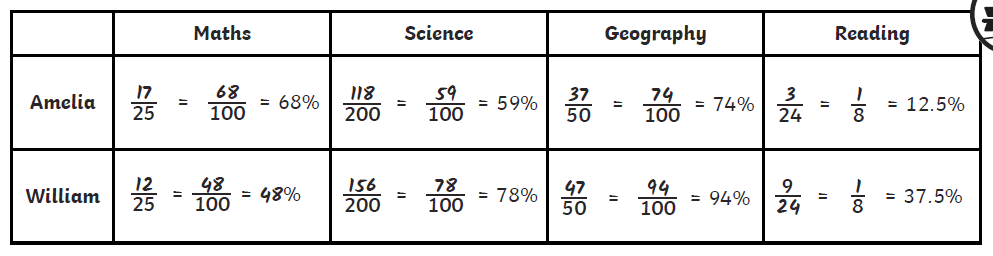 Maths Science Geography Reading
Amelia 17/25 = 68/100 = 68% 118/200 = 59/100 = 59% 37/50 = 74/100 = 74% 3/24 = 1/8 = 12.5%
William 12/25 = 48/100 = 48% 156/200 = 78/100 = 78% 47/50 = 94/100 = 94% 9/24 = 1/8 = 37.5%